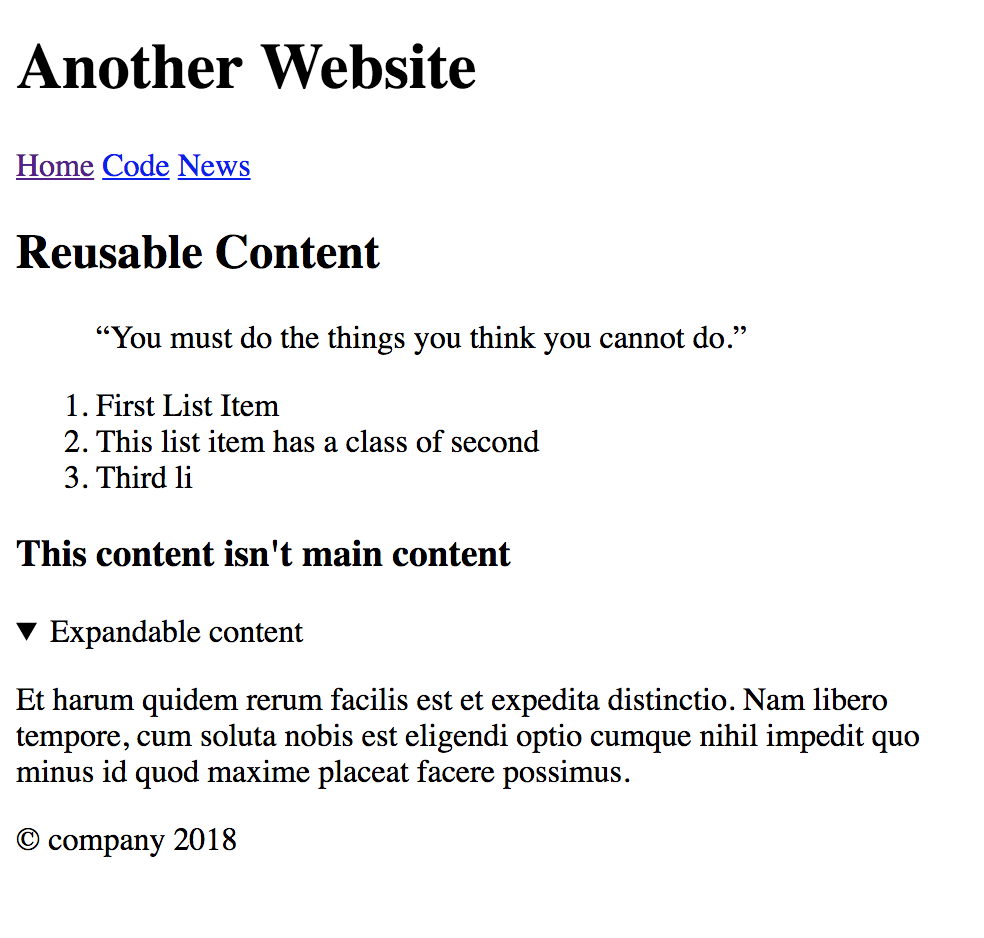 Another Website
Home Code News
Reusable Content
“You must do the things you think you cannot do.”
1. First List Item
2. This list item has a class of second
3. Third li
This content isn't main content
▼ Expandable content
Et harum quidem rerum facilis est et expedita distinctio. Nam libero
tempore, cum soluta nobis est eligendi optio cumque nihil impedit quo
minus id quod maxime placeat facere possimus.
© company 2018